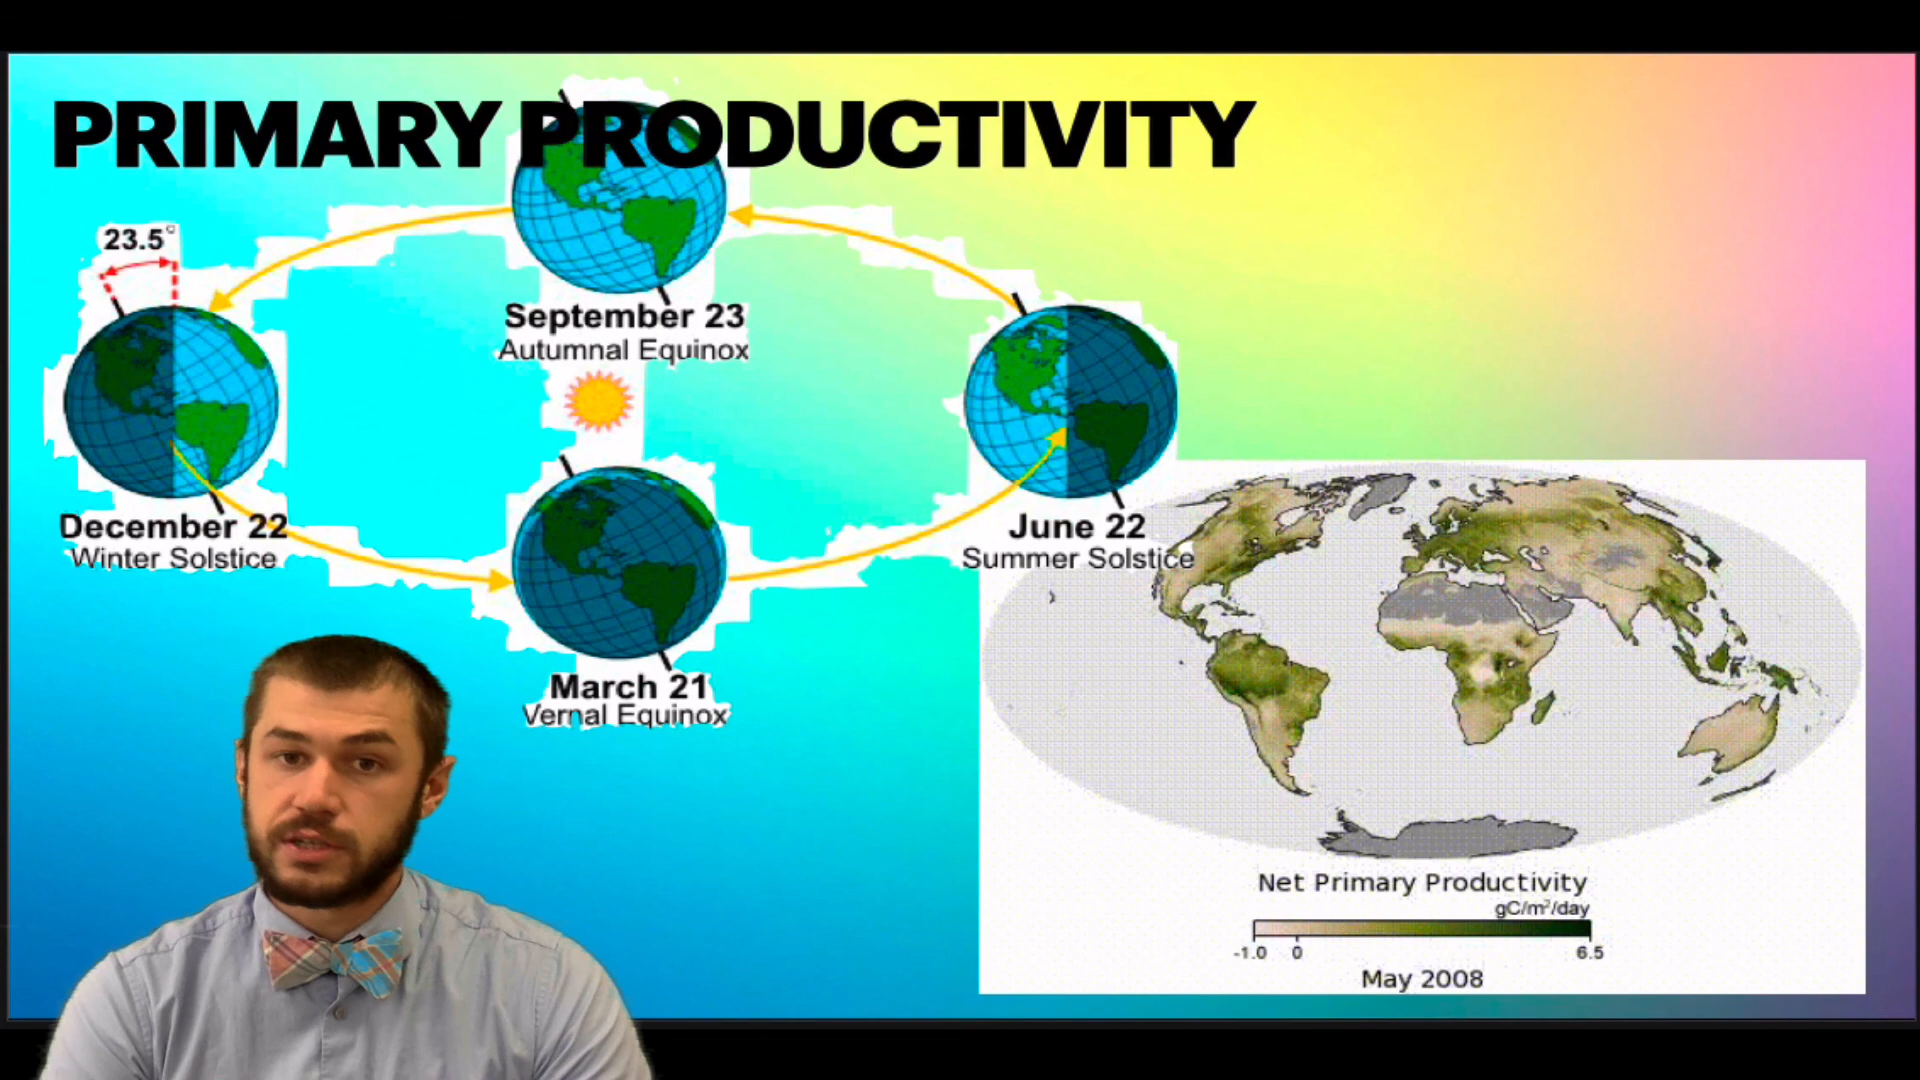 PRIMARY PRODUCTIVITY
23.5°
September 23
Autumnal Equinox
December 22
Winter Solstice
June 22
Summer Solstice
March 21
Vernal Equinox
Net Primary Productivity
gC/m²/day
-1.0 0 6.5
May 2008